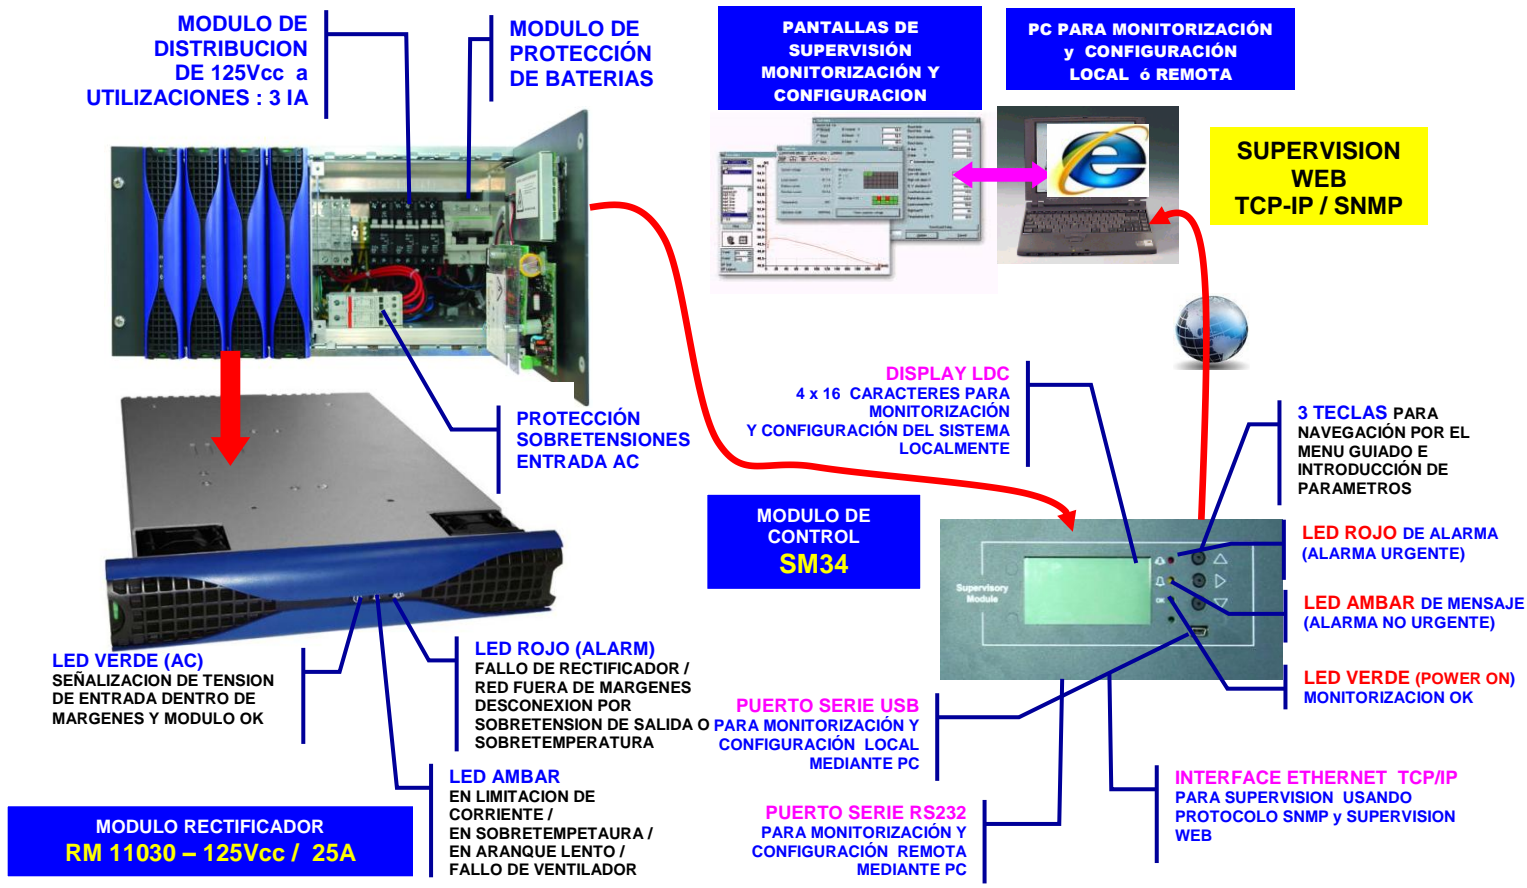 MODULO DE
DISTRIBUCION
DE 125Vcc a
UTILIZACIONES : 3 IA
MODULO DE
PROTECCIÓN
DE BATERIAS
PANTALLAS DE
SUPERVISIÓN
MONITORIZACIÓN Y
CONFIGURACION
PC PARA MONITORIZACIÓN
y CONFIGURACIÓN
LOCAL ó REMOTA
SUPERVISION
WEB
TCP-IP / SNMP
PROTECCIÓN
SOBRETENSIONES
ENTRADA AC
DISPLAY LDC
4 x 16 CARACTERES PARA
MONITORIZACIÓN
Y CONFIGURACIÓN DEL SISTEMA
LOCALMENTE
3 TECLAS PARA
NAVEGACIÓN POR EL
MENU GUIADO E
INTRODUCCIÓN DE
PARAMETROS
MODULO DE
CONTROL
SM34
Supervisory
Module
OK
LED ROJO DE ALARMA
(ALARMA URGENTE)
LED AMBAR DE MENSAJE
(ALARMA NO URGENTE)
LED VERDE (POWER ON)
MONITORIZACION OK
LED VERDE (AC)
SEÑALIZACION DE TENSION
DE ENTRADA DENTRO DE
MARGENES Y MODULO OK
LED ROJO (ALARM)
FALLO DE RECTIFICADOR /
RED FUERA DE MARGENES
DESCONEXION POR
SOBRETENSION DE SALIDA O
SOBRETEMPERATURA
LED AMBAR
EN LIMITACION DE
CORRIENTE /
EN SOBRETEMPETAURA /
EN ARANQUE LENTO /
FALLO DE VENTILADOR
PUERTO SERIE USB
PARA MONITORIZACIÓN Y
CONFIGURACIÓN LOCAL
MEDIANTE PC
PUERTO SERIE RS232
PARA MONITORIZACIÓN Y
CONFIGURACIÓN REMOTA
MEDIANTE PC
INTERFACE ETHERNET TCP/IP
PARA SUPERVISION USANDO
PROTOCOLO SNMP y SUPERVISION
WEB
MODULO RECTIFICADOR
RM 11030 – 125Vcc / 25A